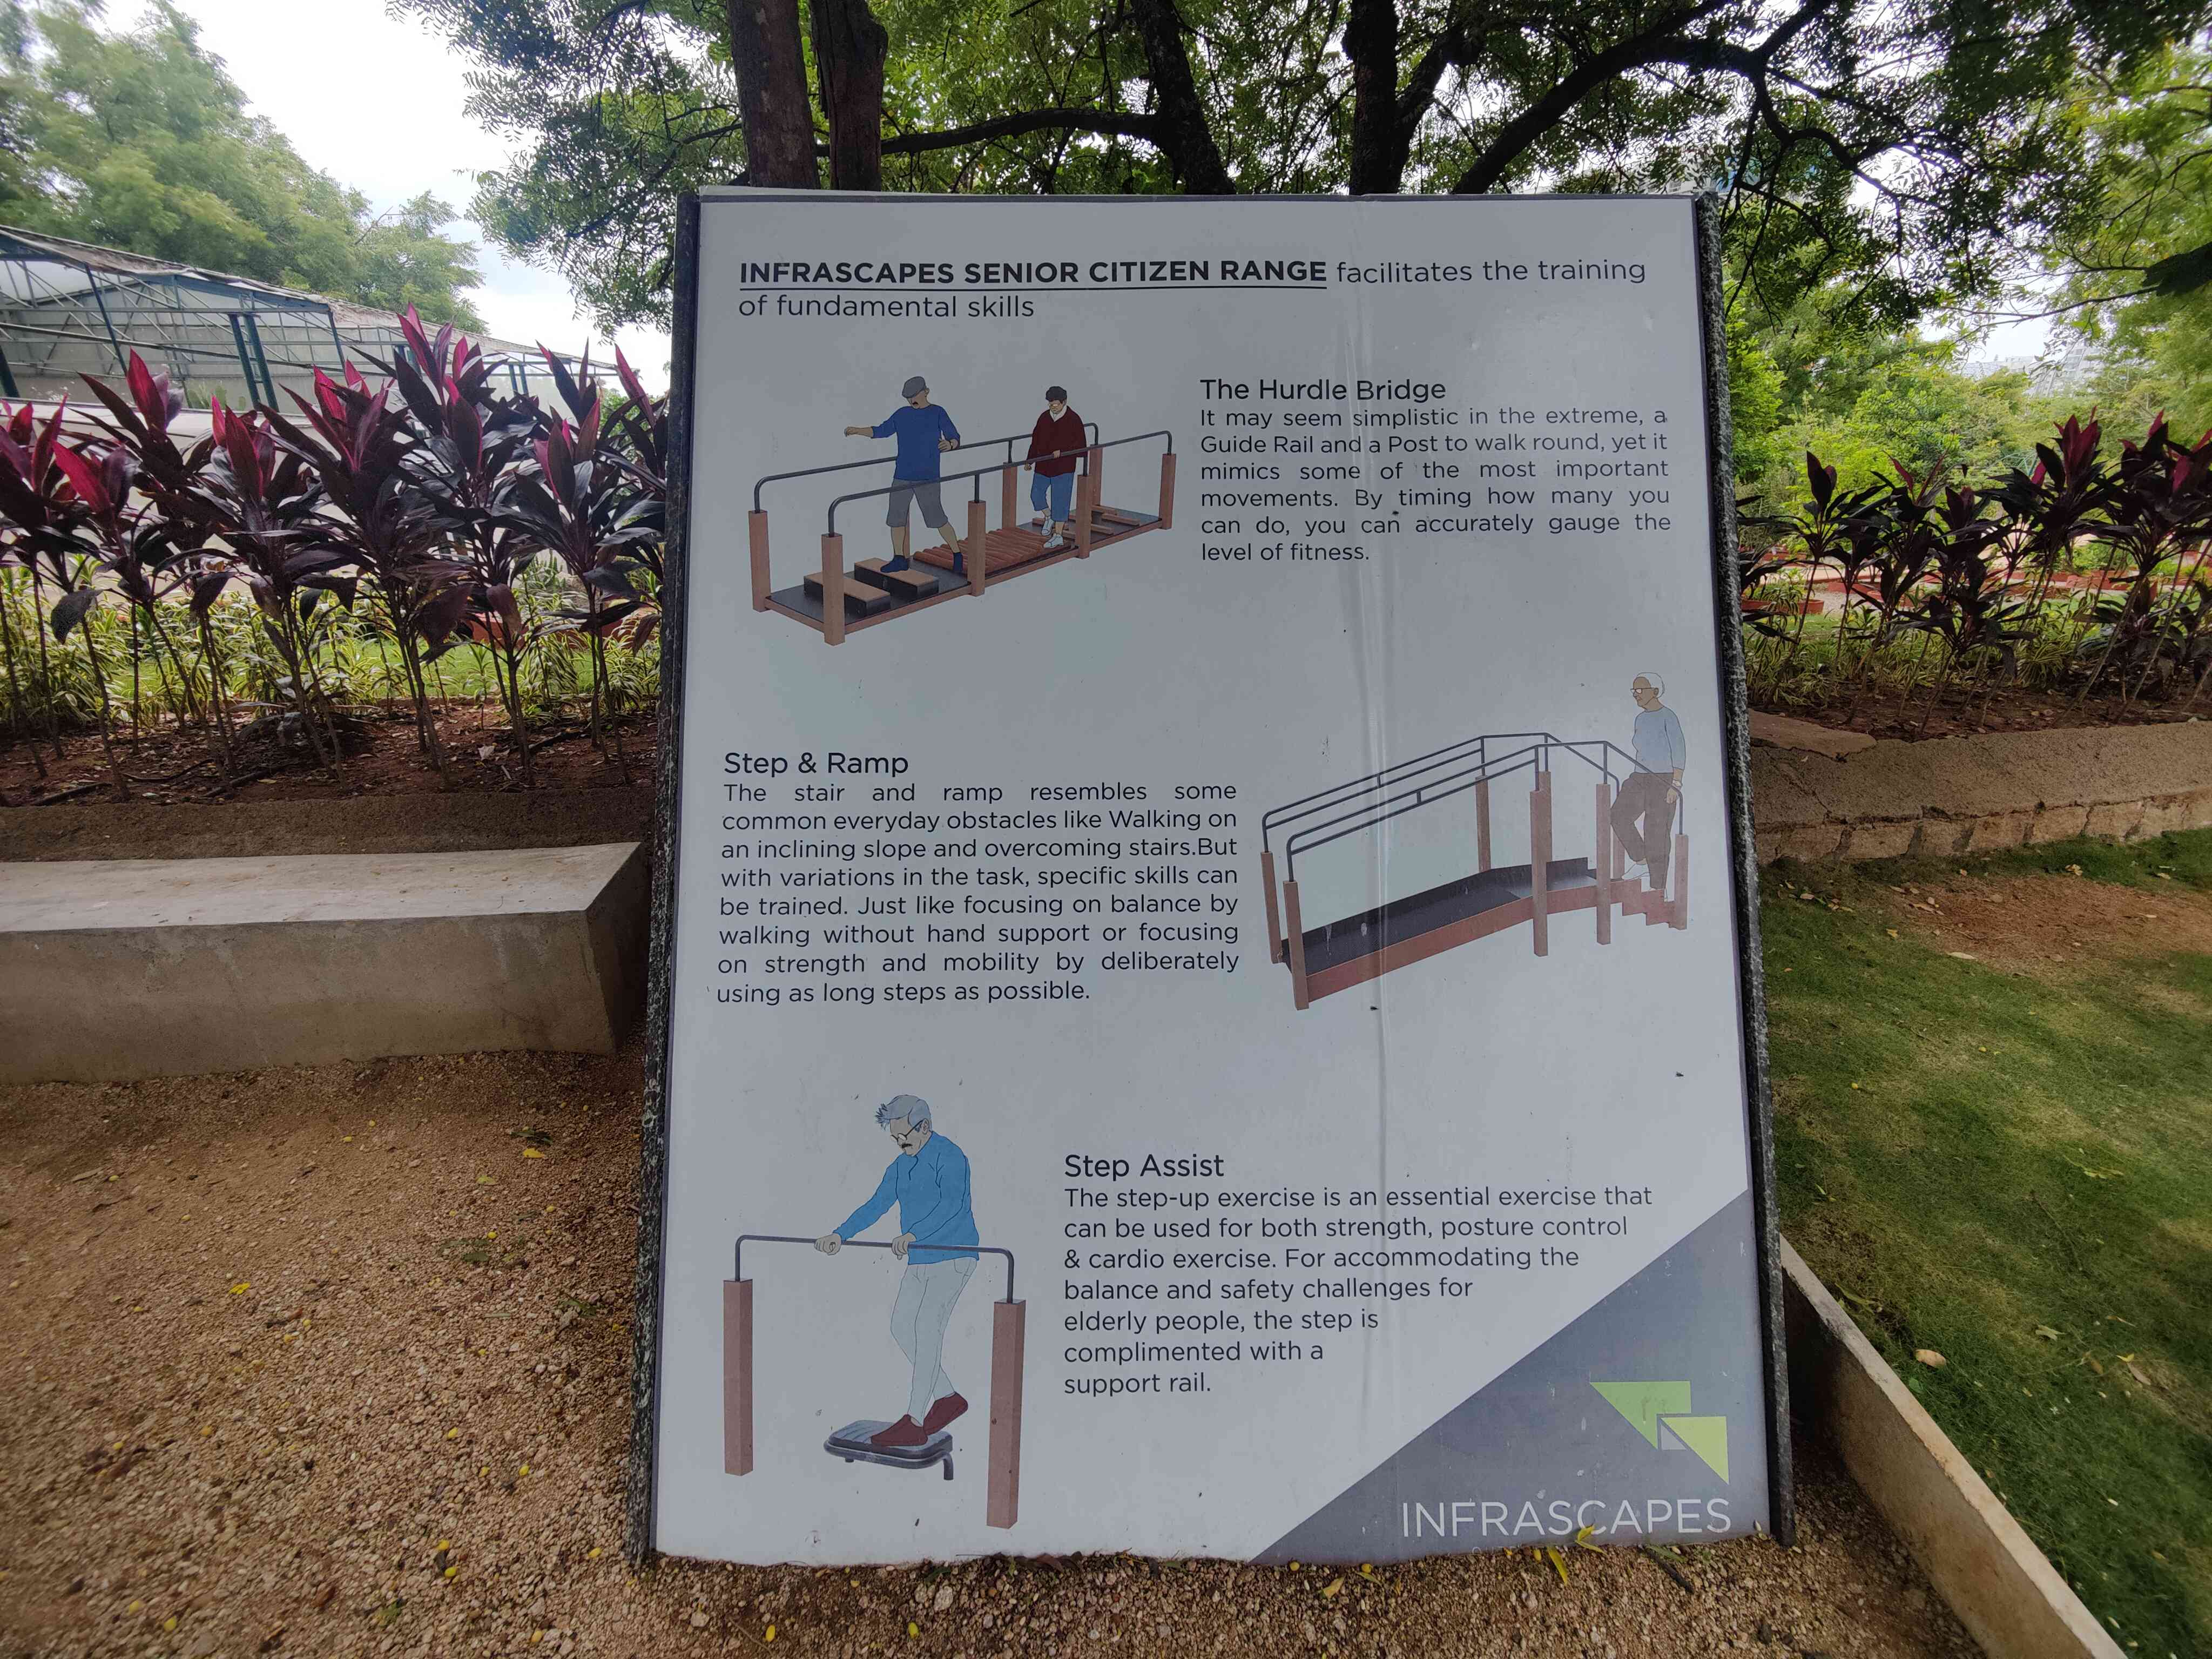 INFRASCAPES SENIOR CITIZEN RANGE facilitates the training
of fundamental skills
The Hurdle Bridge
It may seem simplistic in the extreme, a
Guide Rail and a Post to walk round, yet it
mimics some of the most important
movements. By timing how many you
can do, you can accurately gauge the
level of fitness.
Step & Ramp
The stair and ramp resembles some
common everyday obstacles like Walking on
an inclining slope and overcoming stairs.But
with variations in the task, specific skills can
be trained. Just like focusing on balance by
walking without hand support or focusing
on strength and mobility by deliberately
using as long steps as possible.
Step Assist
The step-up exercise is an essential exercise that
can be used for both strength, posture control
& cardio exercise. For accommodating the
balance and safety challenges for
elderly people, the step is
complimented with a
support rail.
INFRASCAPES